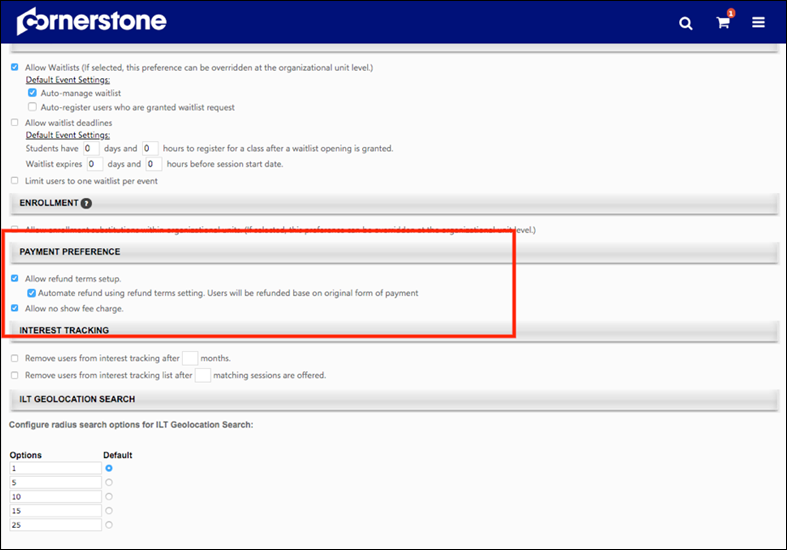 cornerstone
1
Allow Waitlists (If selected, this preference can be overridden at the organizational unit level.)
Default Event Settings:
Auto-manage waitlist
Auto-register users who are granted waitlist request
Allow waitlist deadlines
Default Event Settings:
Students have 0 days and 0 hours to register for a class after a waitlist opening is granted.
Waitlist expires 0 days and 0 hours before session start date.
Limit users to one waitlist per event
ENROLLMENT ?
Allow enrollment substitutions within organizational units (If selected, this preference can be overridden at the organizational unit level.)
PAYMENT PREFERENCE
Allow refund terms setup.
Automate refund using refund terms setting. Users will be refunded base on original form of payment
Allow no show fee charge.
INTEREST TRACKING
Remove users from interest tracking after months.
Remove users from interest tracking list after matching sessions are offered.
ILT GEOLOCATION SEARCH
Configure radius search options for ILT Geolocation Search:
Options Default
1
5
10
15
25